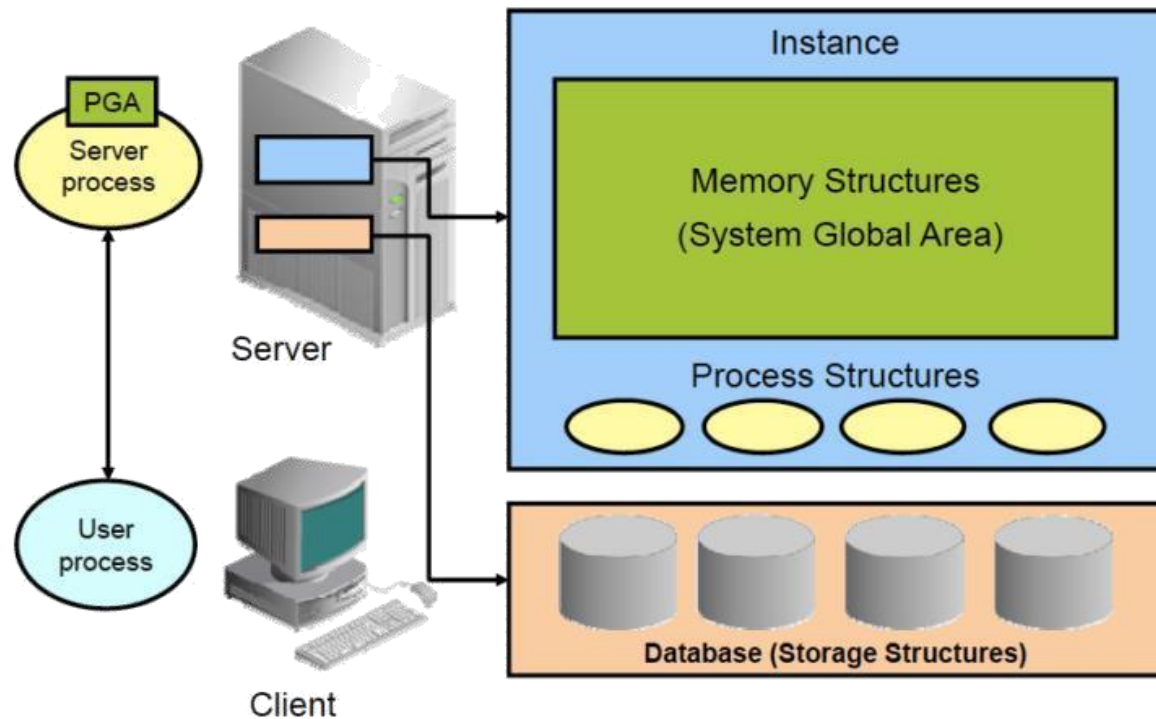 PGA
Server
process
User
process
Server
Client
Instance
Memory Structures
(System Global Area)
Process Structures
Database (Storage Structures)